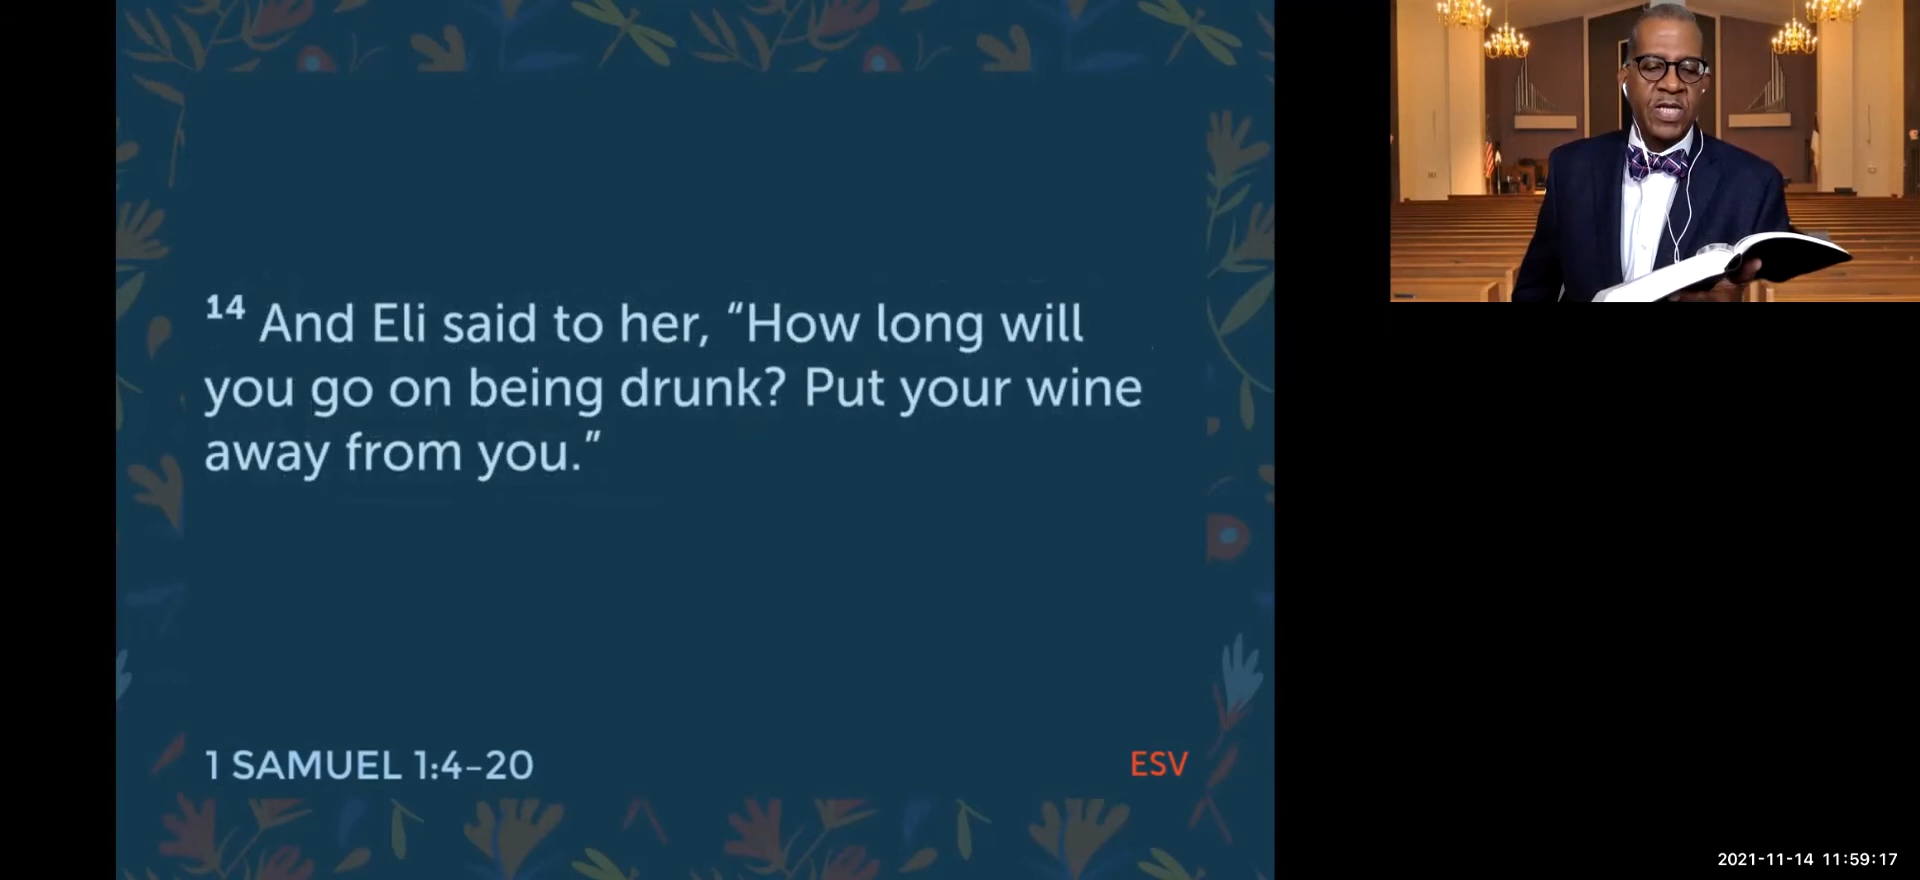 14 And Eli said to her, “How long will
you go on being drunk? Put your wine
away from you.”
1 SAMUEL 1:4–20
ESV
2021-11-14 11:59:17